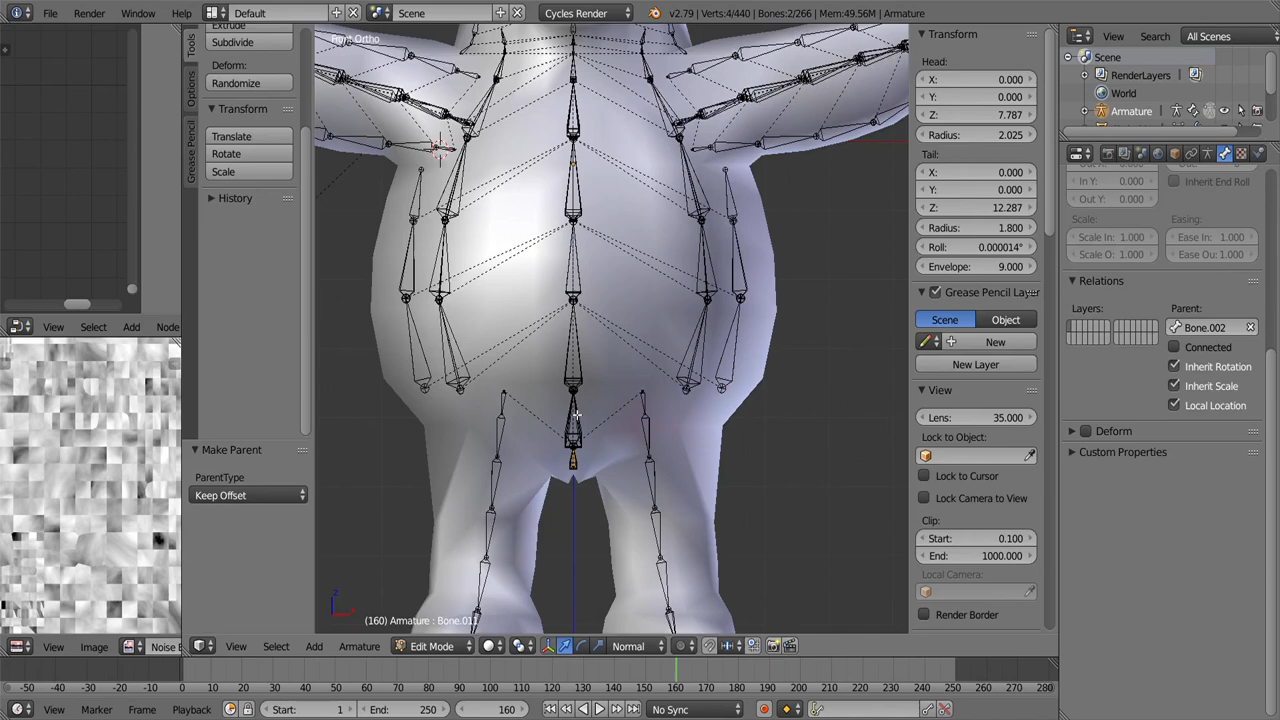 File Render Window Help Default Scene Cycles Render v2.79 | Verts:4/440 | Bones:2/266 | Mem:49.56M | Armature
Extrude
Subdivide
Deform:
Randomize
Transform
Translate
Rotate
Scale
History
Make Parent
ParentType
Keep Offset
Tools
Options
Grease Pencil
Front Ortho
(160) Armature : Bone.011
Transform
Head:
X: 0.000
Y: 0.000
Z: 7.787
Radius: 2.025
Tail:
X: 0.000
Y: 0.000
Z: 12.287
Radius: 1.800
Roll: 0.000014°
Envelope: 9.000
Grease Pencil Layer
Scene Object
New
New Layer
View
Lens: 35.000
Lock to Object:
Lock to Cursor
Lock Camera to View
Clip:
Start: 0.100
End: 1000.000
Local Camera:
Render Border
View Search All Scenes
Scene
RenderLayers
World
Armature
In Y: 0.000 Inherit End Roll
Out Y: 0.000
Scale: Easing:
Scale In: 1.000 Ease In: 1.000
Scale O: 1.000 Ease Ou: 1.000
Relations
Layers: Parent:
Bone.002
Connected
Inherit Rotation
Inherit Scale
Local Location
Deform
Custom Properties
View Select Add Node
View Image Noise
View Select Add Armature Edit Mode Normal
-50 -40 -30 -20 -10 0 10 20 30 40 50 60 70 80 90 100 110 120 130 140 150 160 170 180 190 200 210 220 230 240 250 260 270 280
View Marker Frame Playback Start: 1 End: 250 160 No Sync